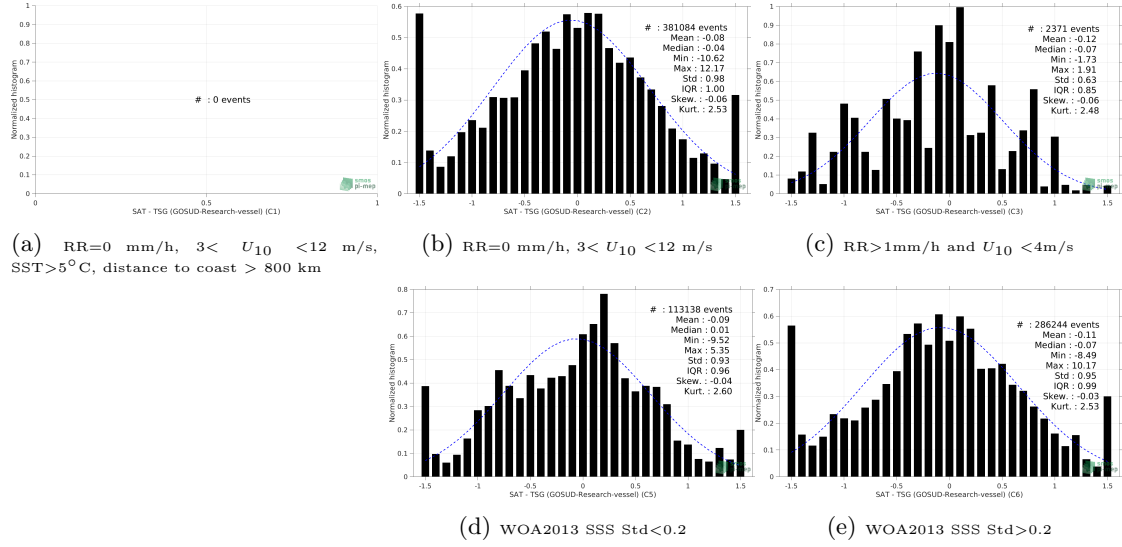 1
0.9
0.8
0.7
0.6
0.5
0.4
0.3
0.2
0.1
0
0
0.5
1
Normalized histogram
# : 0 events
smos
pi-mep
SAT - TSG (GOSUD-Research-vessel) (C1)
(a) RR=0 mm/h, 3< U10 <12 m/s,
SST>5°C, distance to coast > 800 km
0.6
0.5
0.4
0.3
0.2
0.1
0
-1.5
-1
-0.5
0
0.5
1
1.5
Normalized histogram
# : 381084 events
Mean : -0.08
Median : -0.04
Min : -10.62
Max : 12.17
Std : 0.98
IQR : 1.00
Skew. : -0.06
Kurt. : 2.53
smos
pi-mep
SAT - TSG (GOSUD-Research-vessel) (C2)
(b) RR=0 mm/h, 3< U10 <12 m/s
1
0.9
0.8
0.7
0.6
0.5
0.4
0.3
0.2
0.1
0
-1.5
-1
-0.5
0
0.5
1
1.5
Normalized histogram
# : 2371 events
Mean : -0.12
Median : -0.07
Min : -1.73
Max : 1.91
Std : 0.63
IQR : 0.85
Skew. : -0.06
Kurt. : 2.48
smos
pi-mep
SAT - TSG (GOSUD-Research-vessel) (C3)
(c) RR>1mm/h and U10 <4m/s
0.8
0.7
0.6
0.5
0.4
0.3
0.2
0.1
0
-1.5
-1
-0.5
0
0.5
1
1.5
Normalized histogram
# : 113138 events
Mean : -0.09
Median : 0.01
Min : -9.52
Max : 5.35
Std : 0.93
IQR : 0.96
Skew. : -0.04
Kurt. : 2.60
smos
pi-mep
SAT - TSG (GOSUD-Research-vessel) (C5)
(d) WOA2013 SSS Std<0.2
0.7
0.6
0.5
0.4
0.3
0.2
0.1
0
-1.5
-1
-0.5
0
0.5
1
1.5
Normalized histogram
# : 286244 events
Mean : -0.11
Median : -0.07
Min : -8.49
Max : 10.17
Std : 0.95
IQR : 0.99
Skew. : -0.03
Kurt. : 2.53
smos
pi-mep
SAT - TSG (GOSUD-Research-vessel) (C6)
(e) WOA2013 SSS Std>0.2